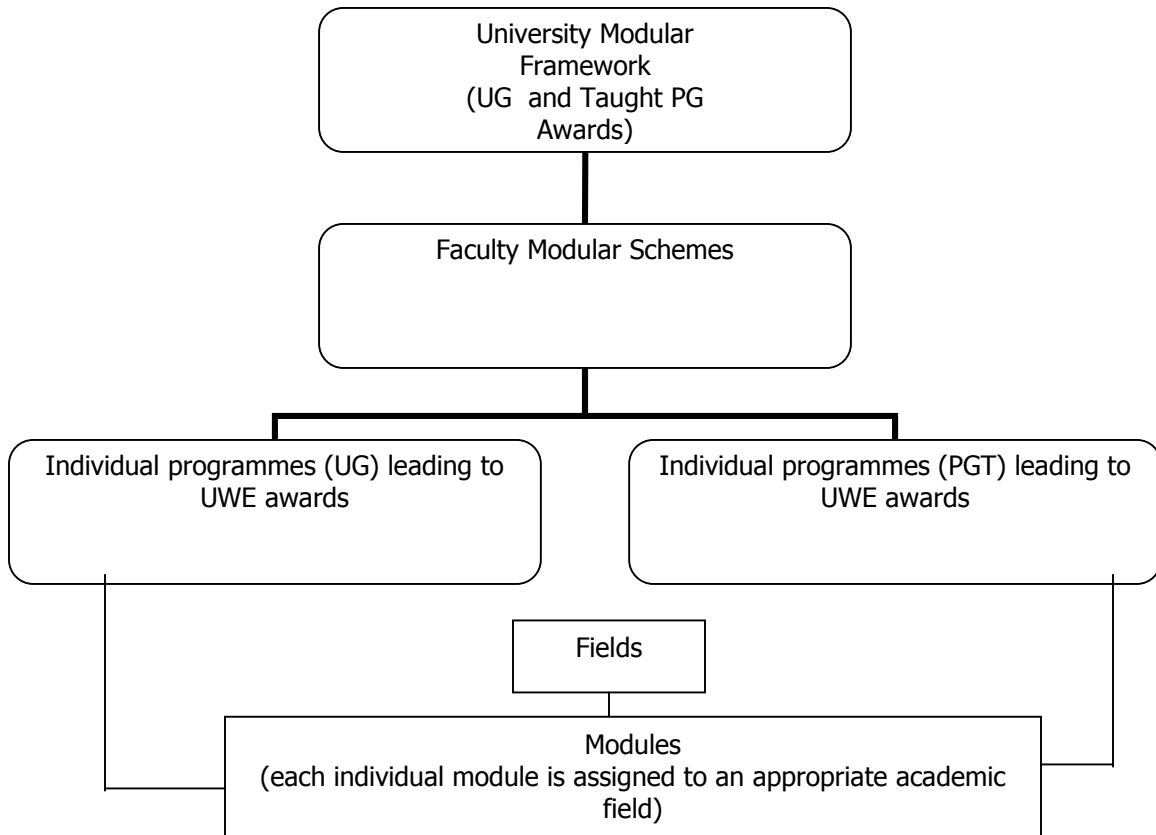 University Modular
Framework
(UG and Taught PG
Awards)
Faculty Modular Schemes
Individual programmes (UG) leading to
UWE awards
Individual programmes (PGT) leading to
UWE awards
Fields
Modules
(each individual module is assigned to an appropriate academic
field)